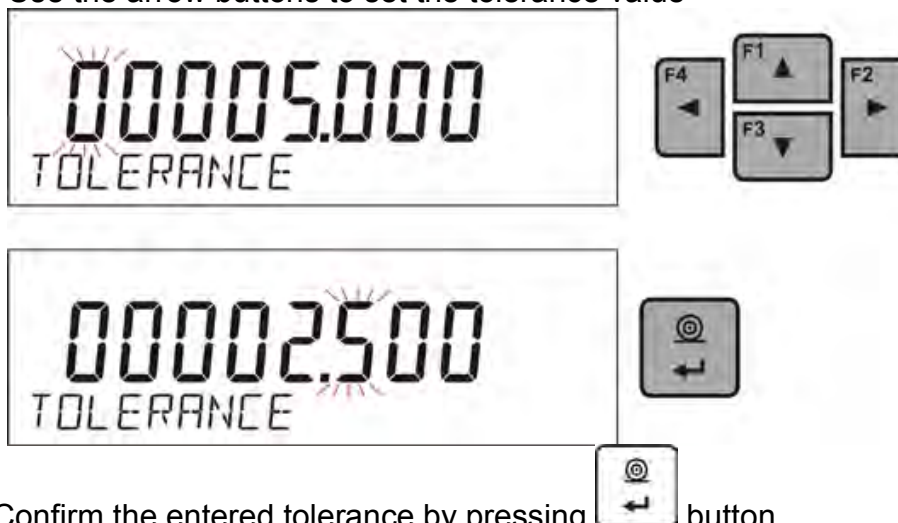 Use the arrow buttons to set the tolerance value
00005.000
TOLERANCE
F1
F4
F2
F3
00002.500
TOLERANCE
Confirm the entered tolerance by pressing button